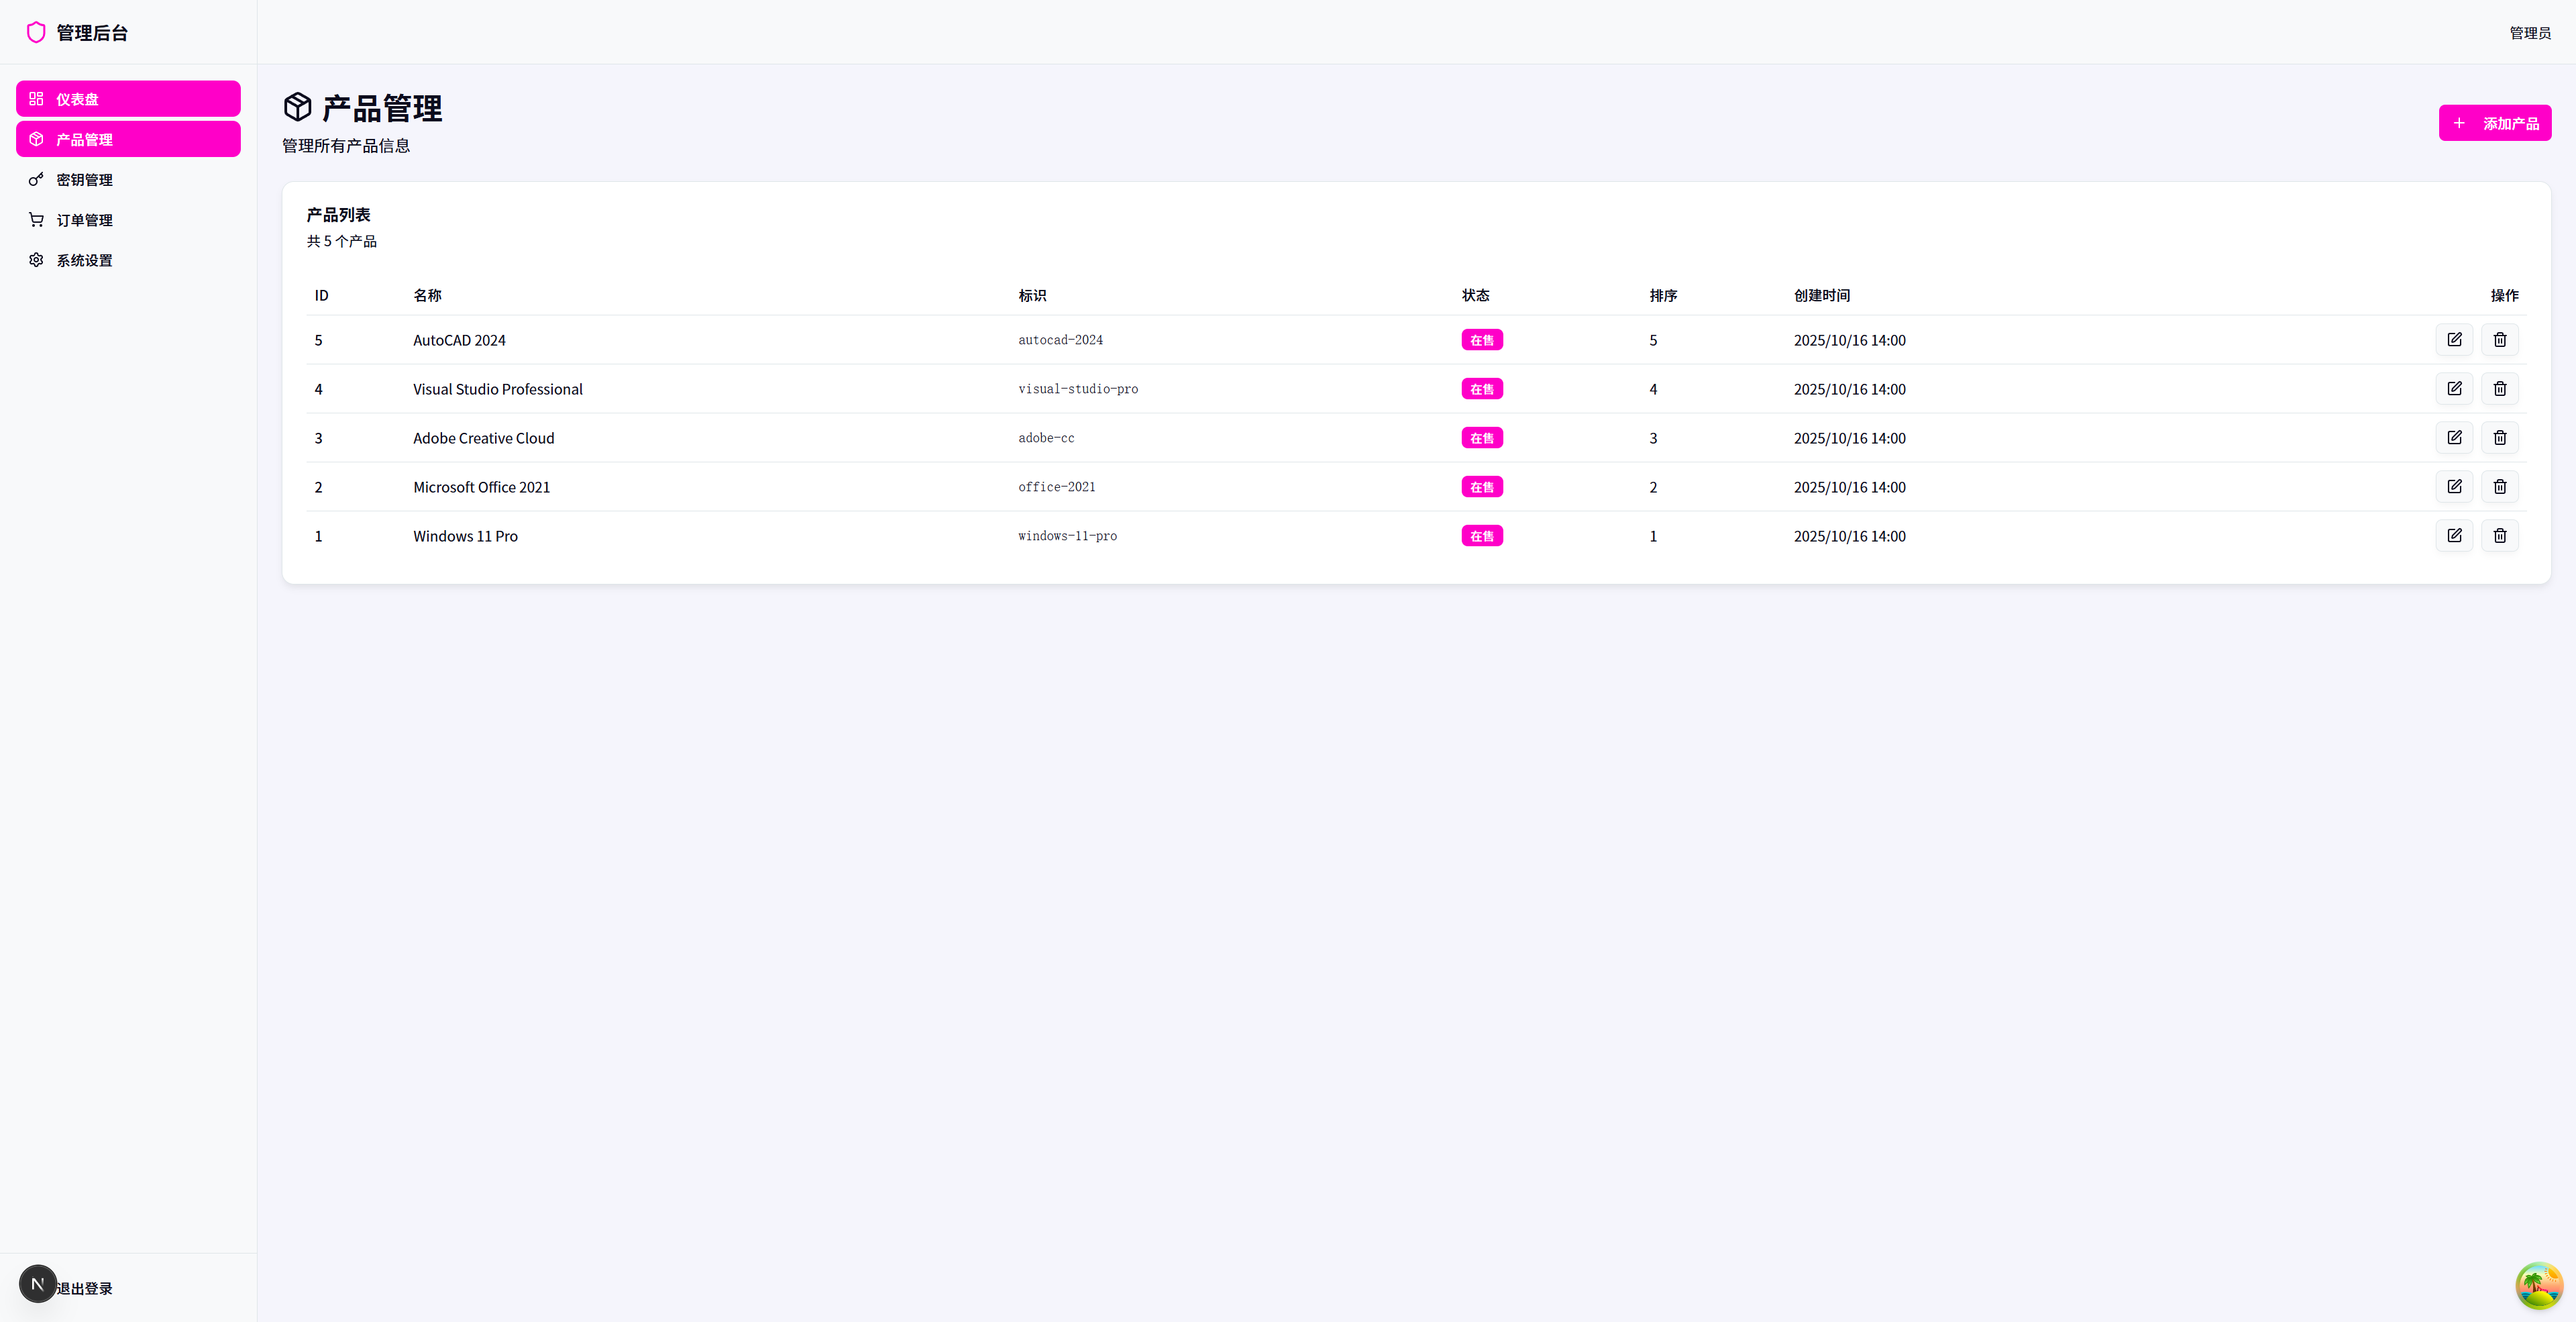 管理后台
管理员
仪表盘
产品管理
密钥管理
订单管理
系统设置
产品管理
管理所有产品信息
添加产品
产品列表
共 5 个产品
ID 名称 标识 状态 排序 创建时间 操作
5 AutoCAD 2024 autocad-2024 在售 5 2025/10/16 14:00
4 Visual Studio Professional visual-studio-pro 在售 4 2025/10/16 14:00
3 Adobe Creative Cloud adobe-cc 在售 3 2025/10/16 14:00
2 Microsoft Office 2021 office-2021 在售 2 2025/10/16 14:00
1 Windows 11 Pro windows-11-pro 在售 1 2025/10/16 14:00
N
退出登录